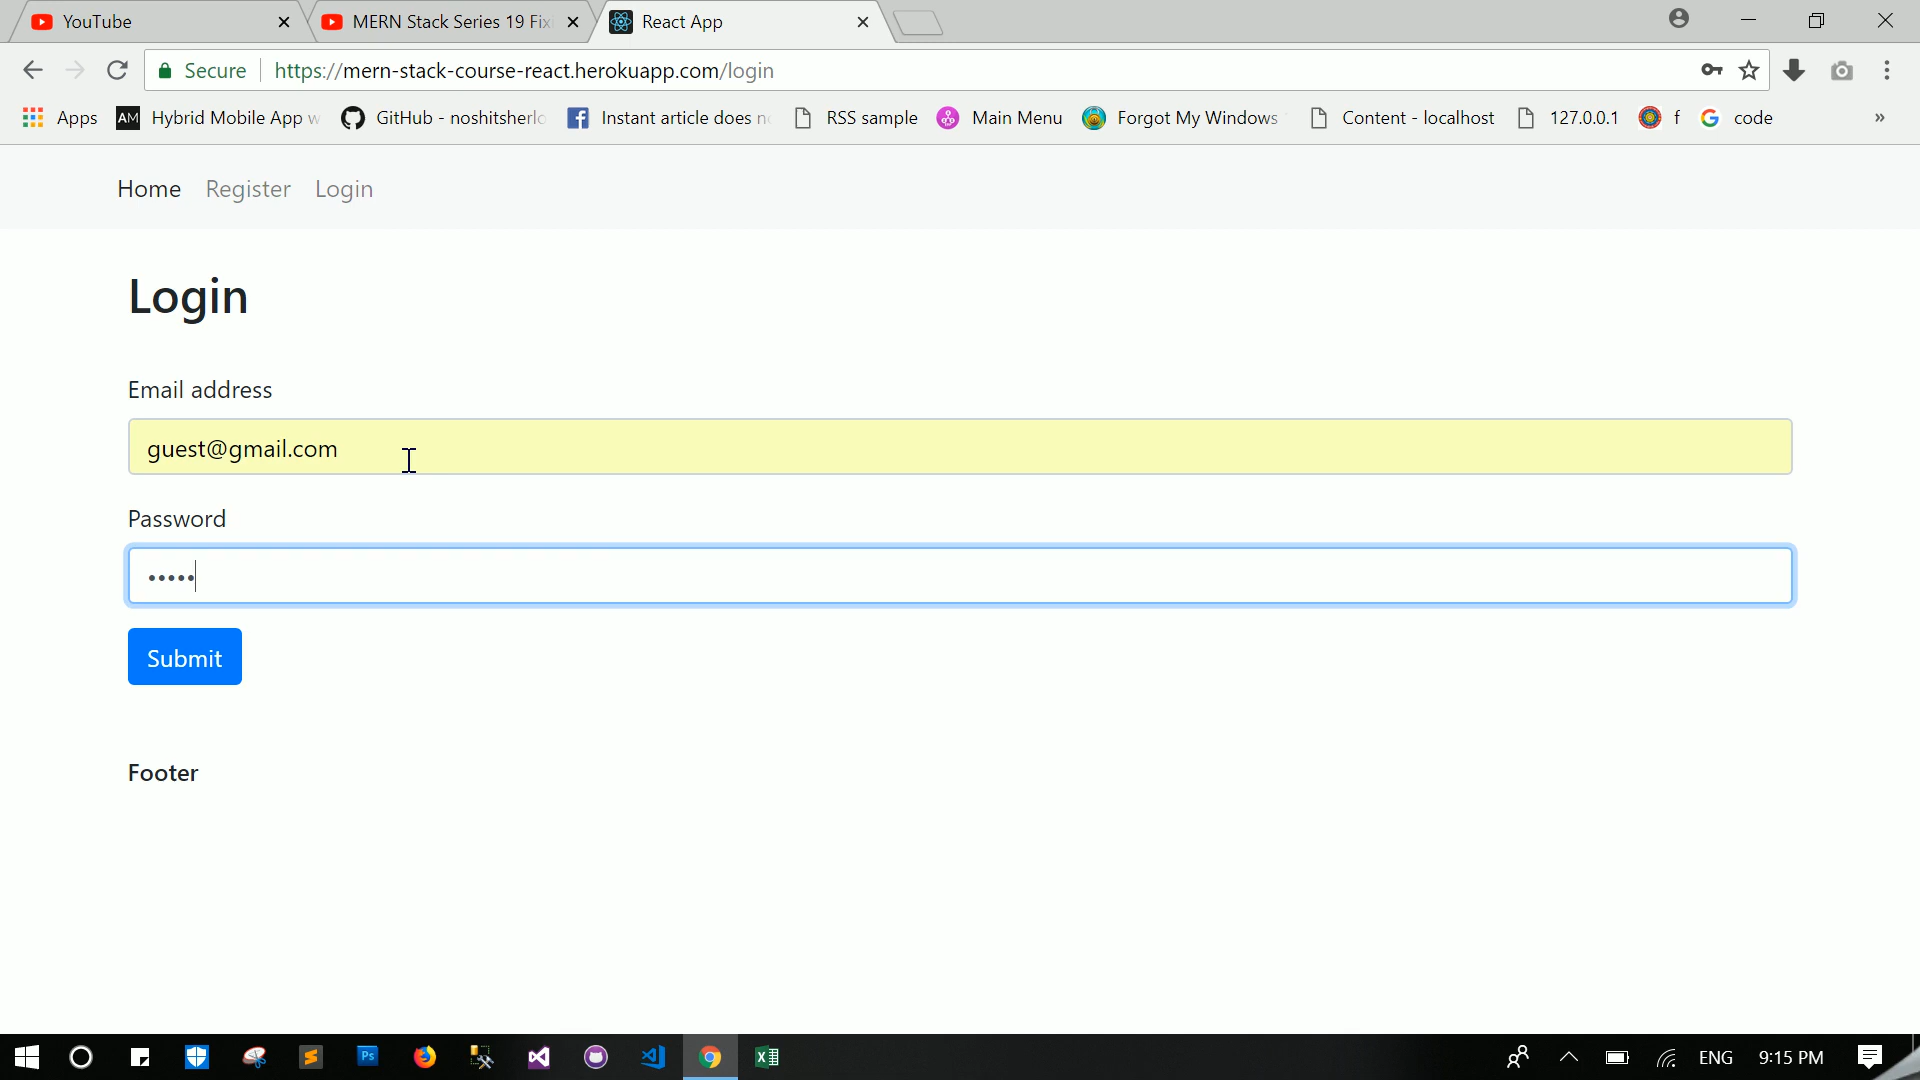 YouTube
MERN Stack Series 19 Fix
React App
Secure
https://mern-stack-course-react.herokuapp.com/login
Apps
AM
Hybrid Mobile App w
GitHub - noshitsherlo
Instant article does n
RSS sample
Main Menu
Forgot My Windows
Content - localhost
127.0.0.1
f
code
»
Home
Register
Login
Login
Email address
guest@gmail.com
Password
•••••
Submit
Footer
Ps
ENG
9:15 PM